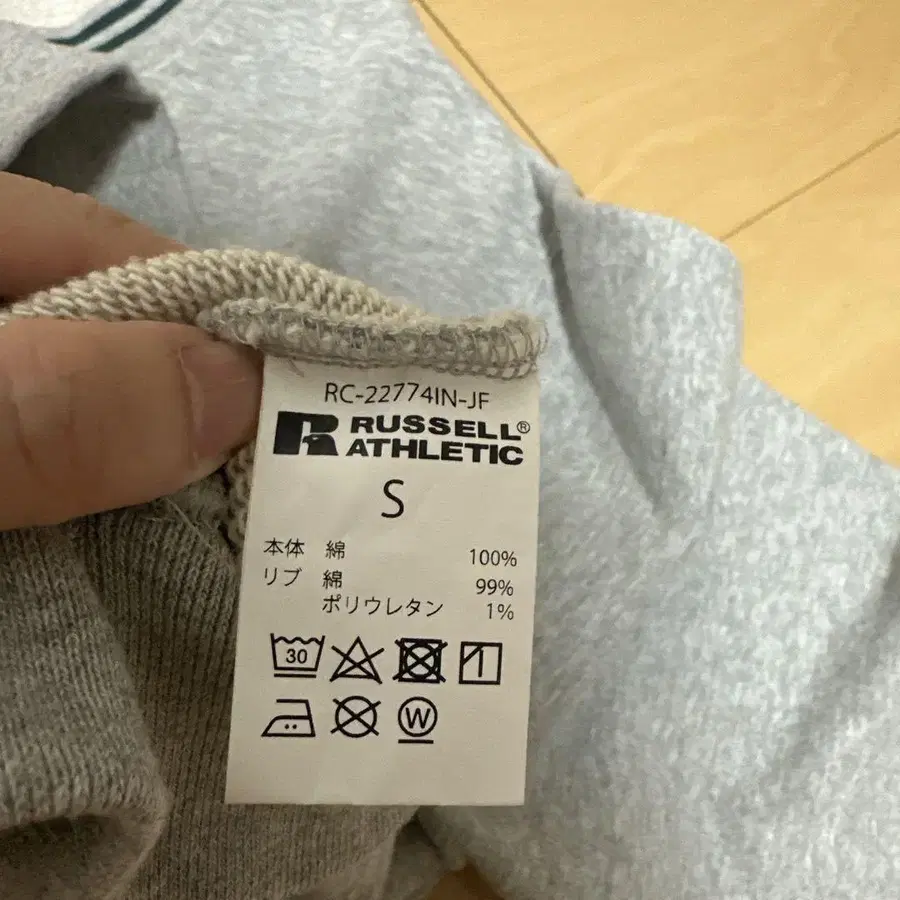 RC-22774IN-JF
RUSSELL®
ATHLETIC
S
本体 綿 100%
リブ 綿 99%
ポリウレタン 1%
30
W